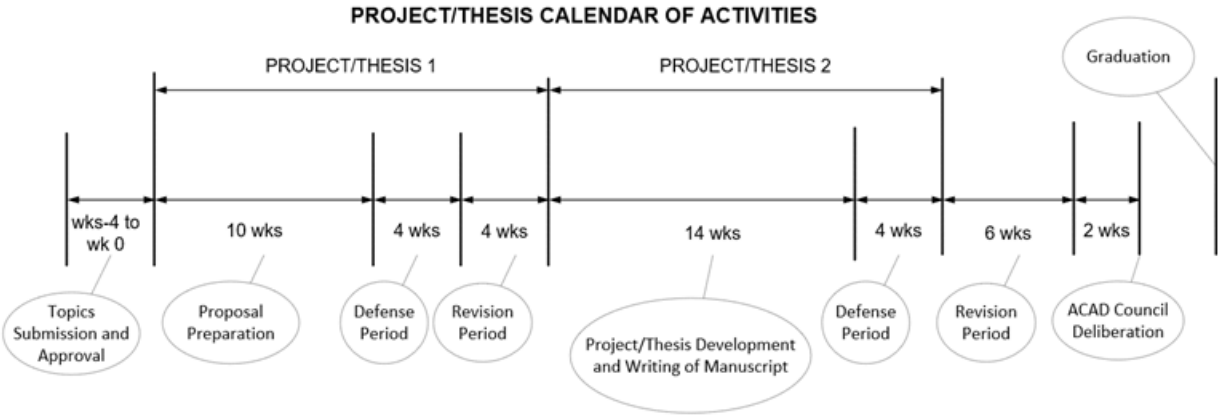 PROJECT/THESIS CALENDAR OF ACTIVITIES
Graduation
PROJECT/THESIS 1
PROJECT/THESIS 2
wks-4 to
wk 0
10 wks
4 wks
4 wks
14 wks
4 wks
6 wks
2 wks
Topics
Submission and
Approval
Proposal
Preparation
Defense
Period
Revision
Period
Project/Thesis Development
and Writing of Manuscript
Defense
Period
Revision
Period
ACAD Council
Deliberation